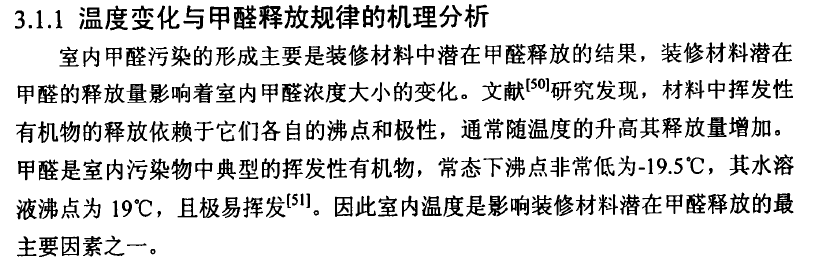 3.1.1 温度变化与甲醛释放规律的机理分析
室内甲醛污染的形成主要是装修材料中潜在甲醛释放的结果，装修材料潜在
甲醛的释放量影响着室内甲醛浓度大小的变化。文献[50]研究发现，材料中挥发性
有机物的释放依赖于它们各自的沸点和极性，通常随温度的升高其释放量增加。
甲醛是室内污染物中典型的挥发性有机物，常态下沸点非常低为-19.5℃，其水溶
液沸点为 19℃，且极易挥发[51]。因此室内温度是影响装修材料潜在甲醛释放的最
主要因素之一。